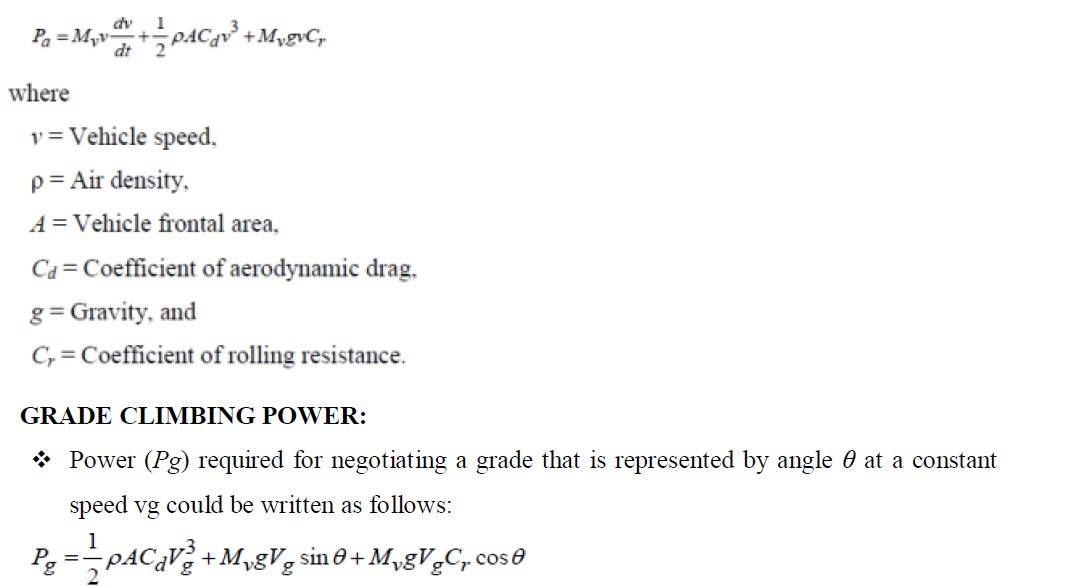 P_a = M_v v dv/dt + 1/2 ρAC_d v³ + M_v gvC_r
where
v = Vehicle speed,
ρ = Air density,
A = Vehicle frontal area,
C_d = Coefficient of aerodynamic drag,
g = Gravity, and
C_r = Coefficient of rolling resistance.
GRADE CLIMBING POWER:
❖ Power (Pg) required for negotiating a grade that is represented by angle θ at a constant
speed vg could be written as follows:
P_g = 1/2 ρAC_d V_g³ + M_v gV_g sin θ + M_v gV_g C_r cos θ